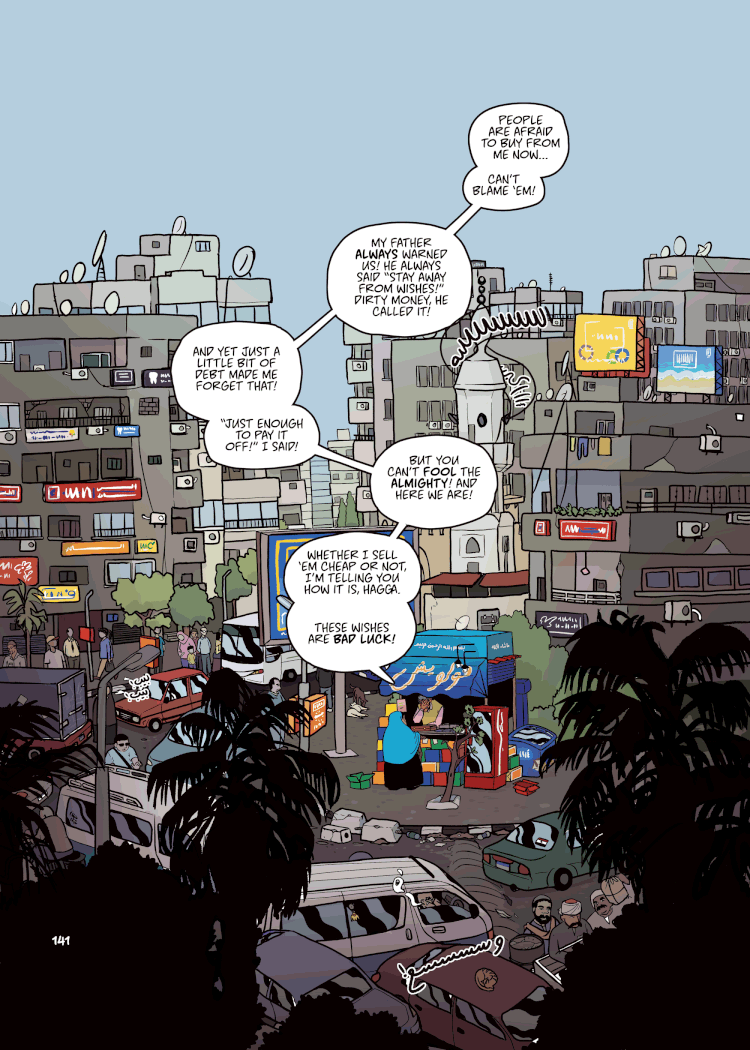 PEOPLE
ARE AFRAID
TO BUY FROM
ME NOW...
CAN'T
BLAME 'EM!
MY FATHER
ALWAYS WARNED
US! HE ALWAYS
SAID "STAY AWAY
FROM WISHES!"
DIRTY MONEY, HE
CALLED IT!
AND YET JUST A
LITTLE BIT OF
DEBT MADE ME
FORGET THAT!
"JUST ENOUGH
TO PAY IT
OFF!" I SAID!
BUT YOU
CAN'T FOOL THE
ALMIGHTY! AND
HERE WE ARE!
WHETHER I SELL
'EM CHEAP OR NOT,
I'M TELLING YOU
HOW IT IS, HAGGA.
THESE WISHES
ARE BAD LUCK!
141